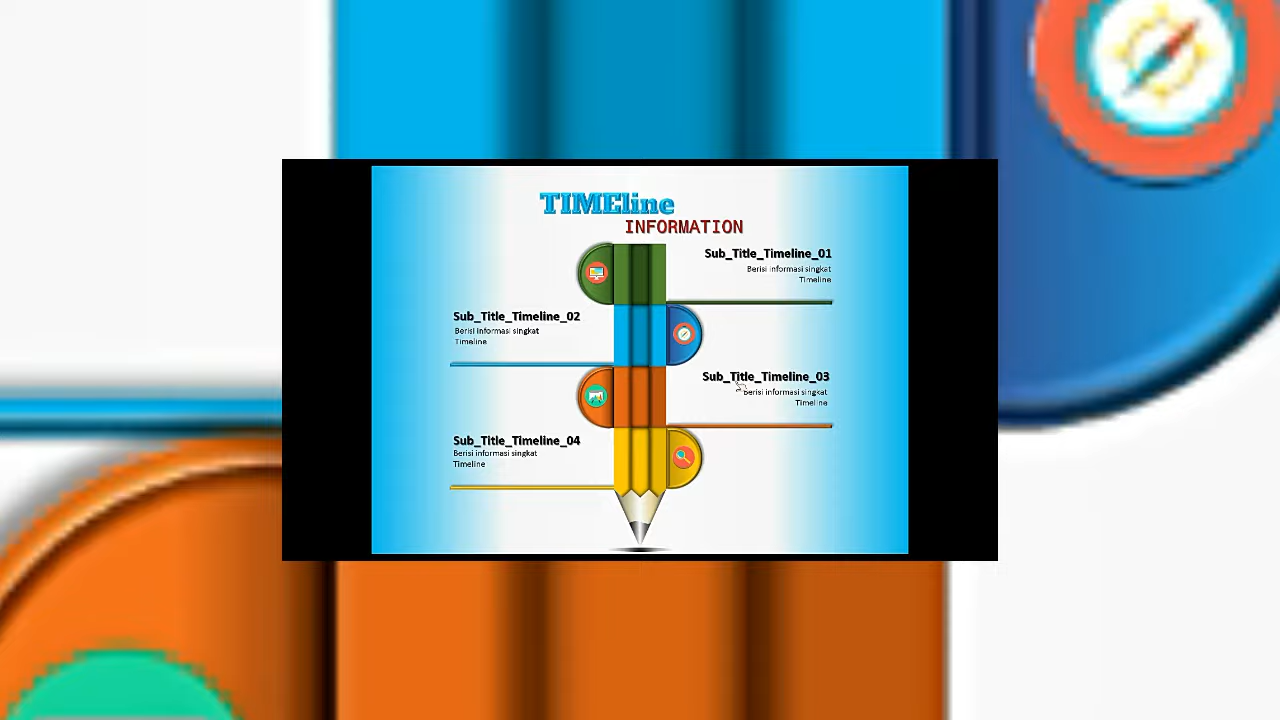 TIMEline
INFORMATION
Sub_Title_Timeline_01
Berisi informasi singkat
Timeline
Sub_Title_Timeline_02
Berisi informasi singkat
Timeline
Sub_Title_Timeline_03
Berisi informasi singkat
Timeline
Sub_Title_Timeline_04
Berisi informasi singkat
Timeline